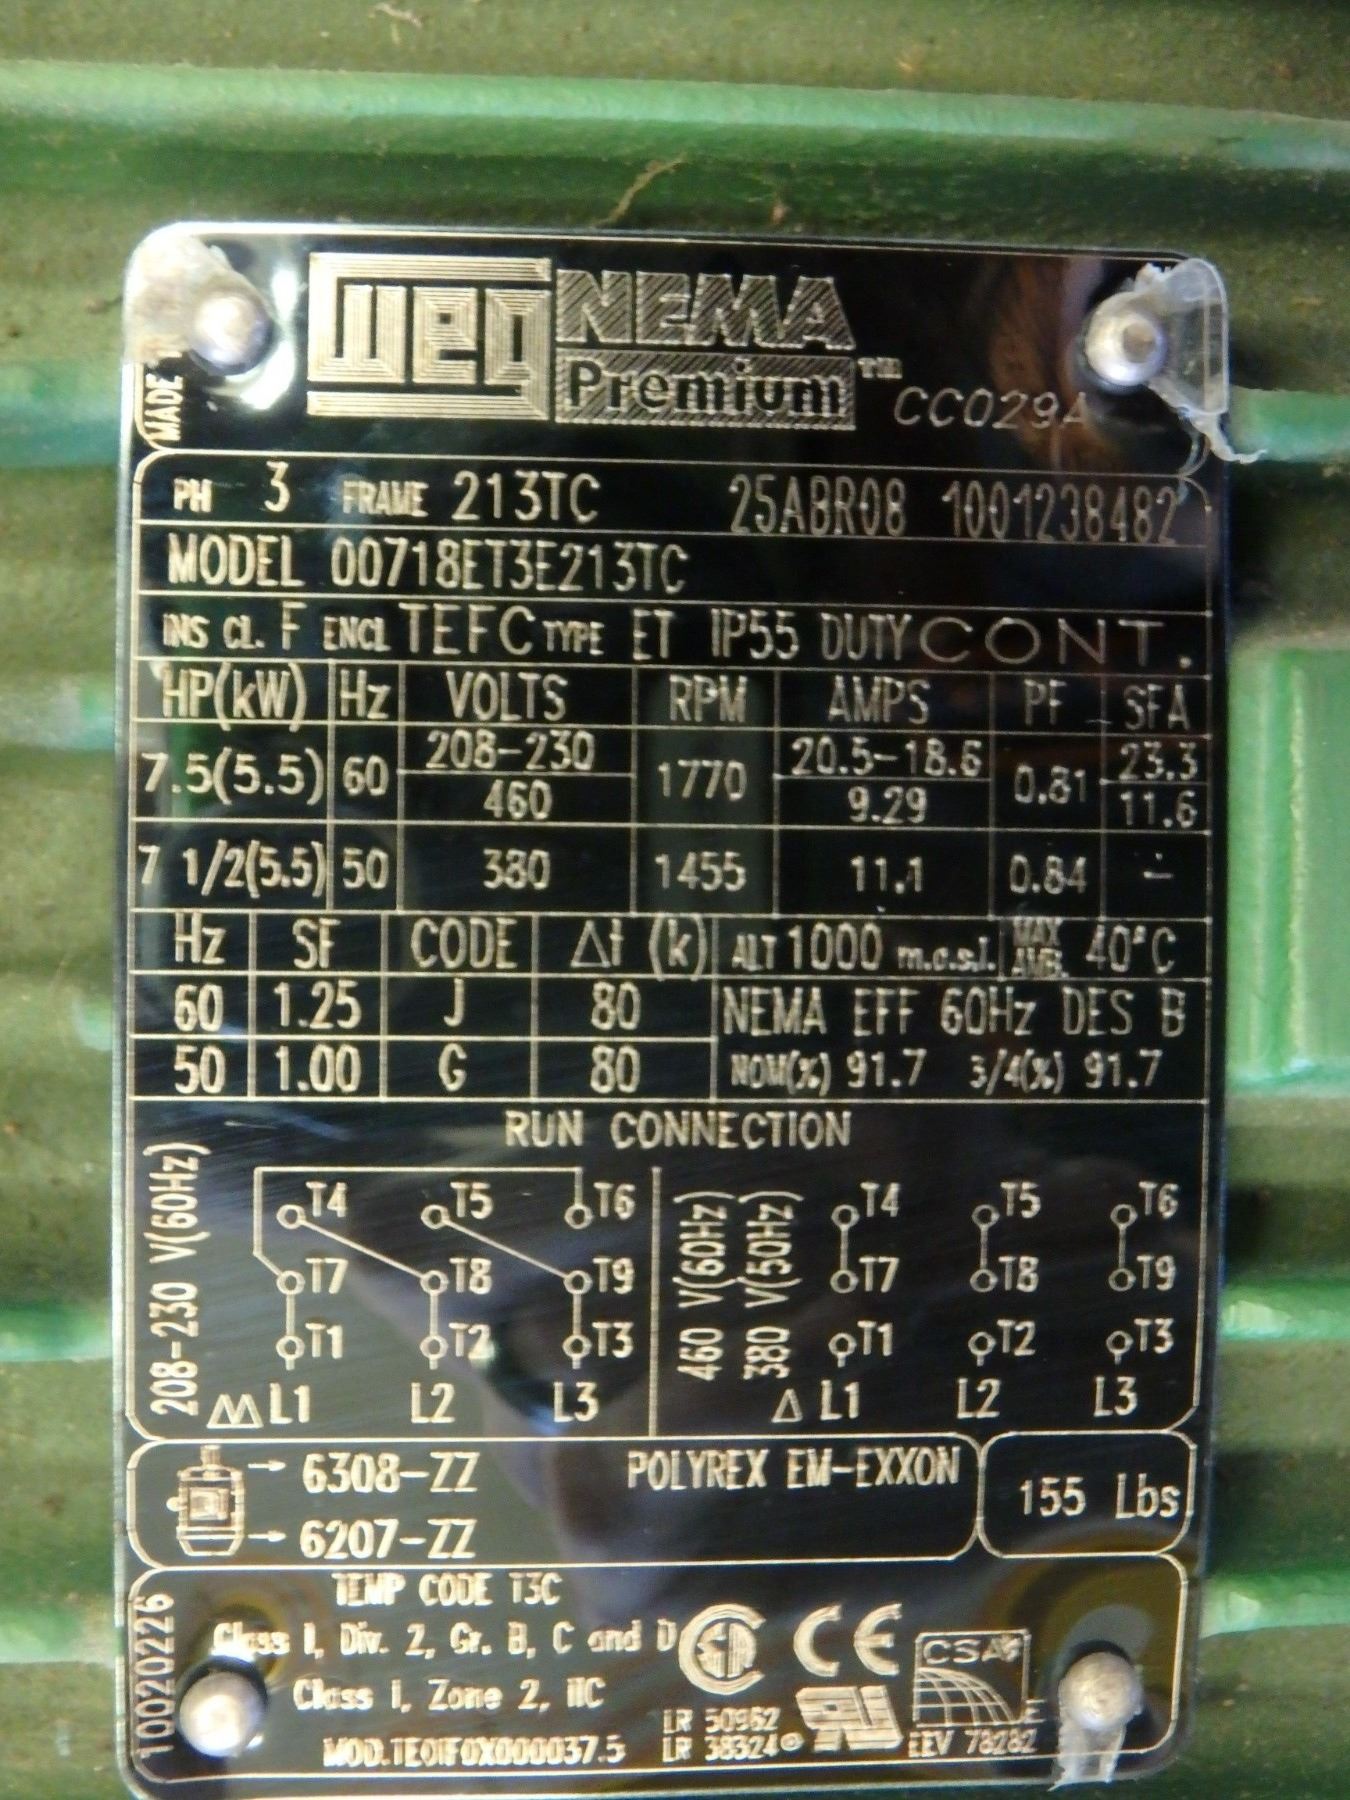 weg NEMA
Premium™ CC029A
MADE
PH 3 FRAME 213TC 25ABR08 1001238482
MODEL 00718ET3E213TC
INS CL. F ENCL TEFC TYPE ET IP55 DUTY CONT.
HP(kW) Hz VOLTS RPM AMPS PF SFA
7.5(5.5) 60 208-230 1770 20.5-18.6 0.81 23.3
460 9.29 11.6
7 1/2(5.5) 50 380 1455 11.1 0.84 -
Hz SF CODE Δt (k) ALT 1000 m.a.s.l. MAX AMB. 40°C
60 1.25 J 80 NEMA EFF 60Hz DES B
50 1.00 G 80 NOM(%) 91.7 3/4(%) 91.7
RUN CONNECTION
208-230 V(60Hz)
T4 T5 T6
T7 T8 T9
T1 T2 T3
ΔΔ L1 L2 L3
460 V(60Hz)
380 V(50Hz)
T4 T5 T6
T7 T8 T9
T1 T2 T3
Δ L1 L2 L3
6308-ZZ POLYREX EM-EXXON 155 Lbs
6207-ZZ
TEMP CODE T3C
Class I, Div. 2, Gr. B, C and D
Class I, Zone 2, IIC
MOD.TE01F0X000037.5
10020226
SA CE
LR 50962
LR 38324
CSA
EEV 78282